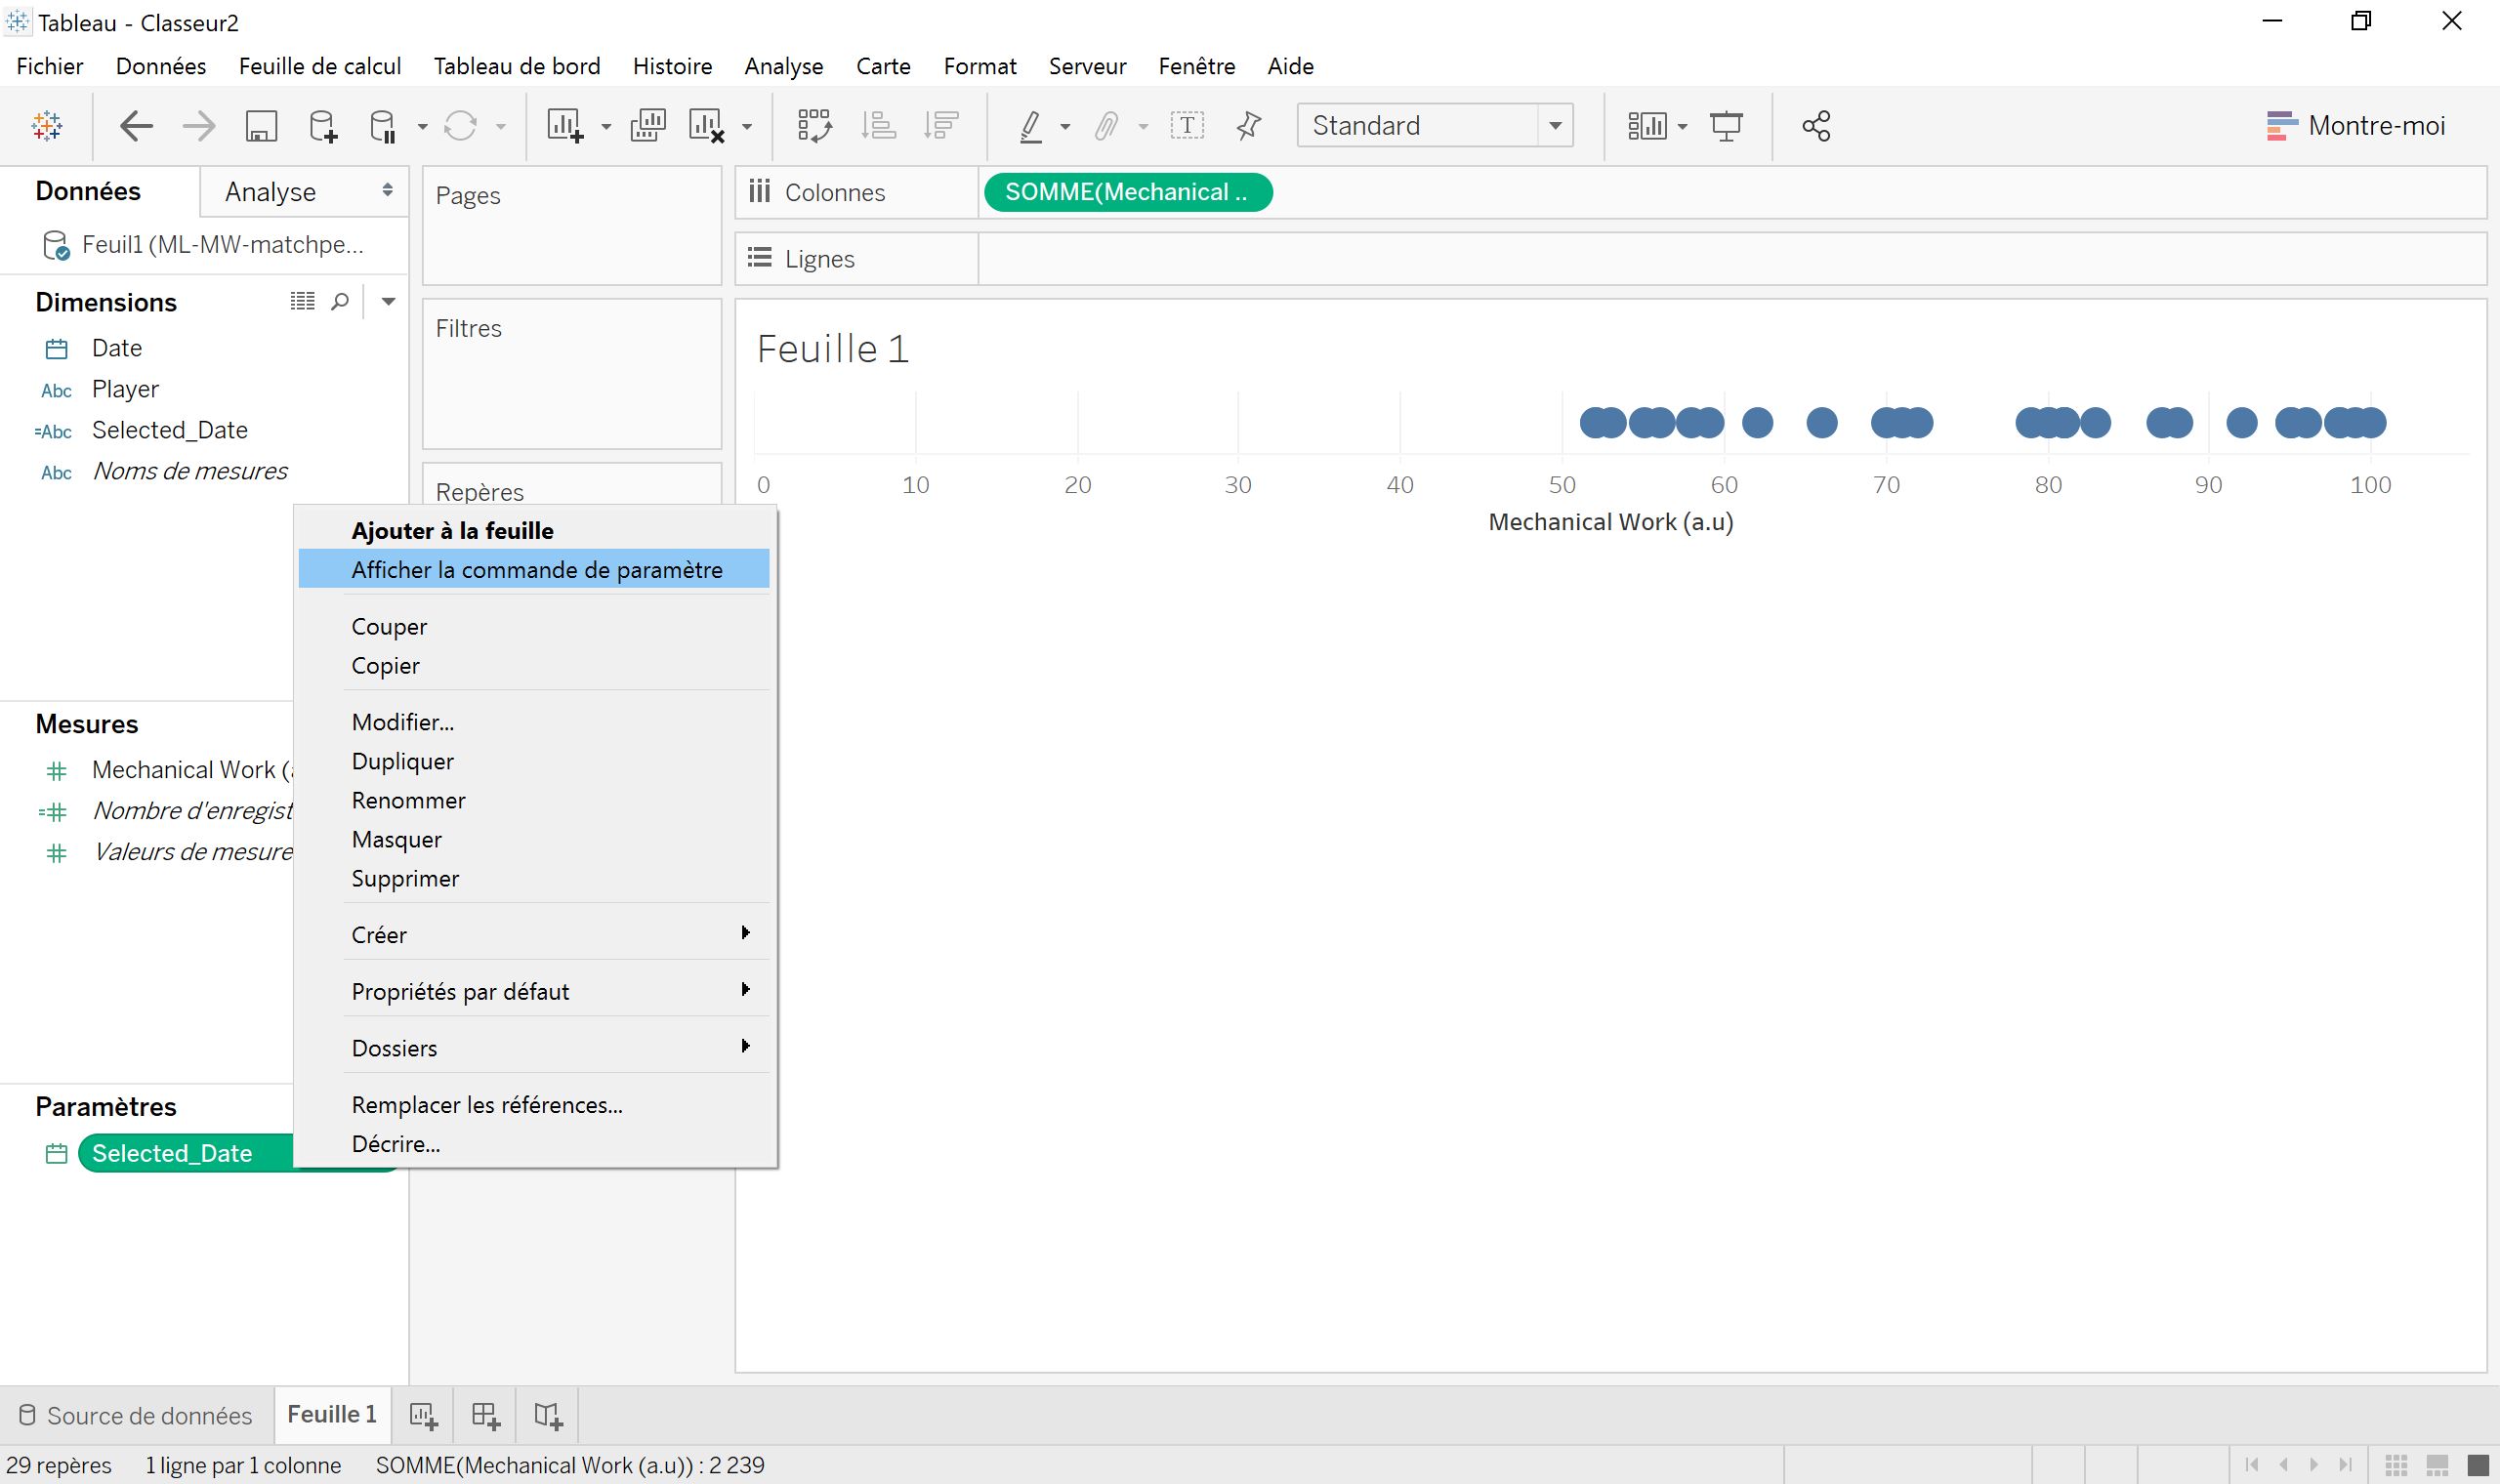 Tableau - Classeur2
Fichier Données Feuille de calcul Tableau de bord Histoire Analyse Carte Format Serveur Fenêtre Aide
T Standard Montre-moi
Données Analyse
Feuil1 (ML-MW-matchpe...
Dimensions
Date
Abc Player
=Abc Selected_Date
Abc Noms de mesures
Pages
Filtres
Repères
Colonnes SOMME(Mechanical ..
Lignes
Feuille 1
0 10 20 30 40 50 60 70 80 90 100
Mechanical Work (a.u)
Ajouter à la feuille
Afficher la commande de paramètre
Couper
Copier
Modifier...
Dupliquer
Renommer
Masquer
Supprimer
Créer
Propriétés par défaut
Dossiers
Remplacer les références...
Décrire...
Mesures
# Mechanical Work (
=# Nombre d'enregist
# Valeurs de mesure
Paramètres
Selected_Date
Source de données Feuille 1
29 repères 1 ligne par 1 colonne SOMME(Mechanical Work (a.u)) : 2 239